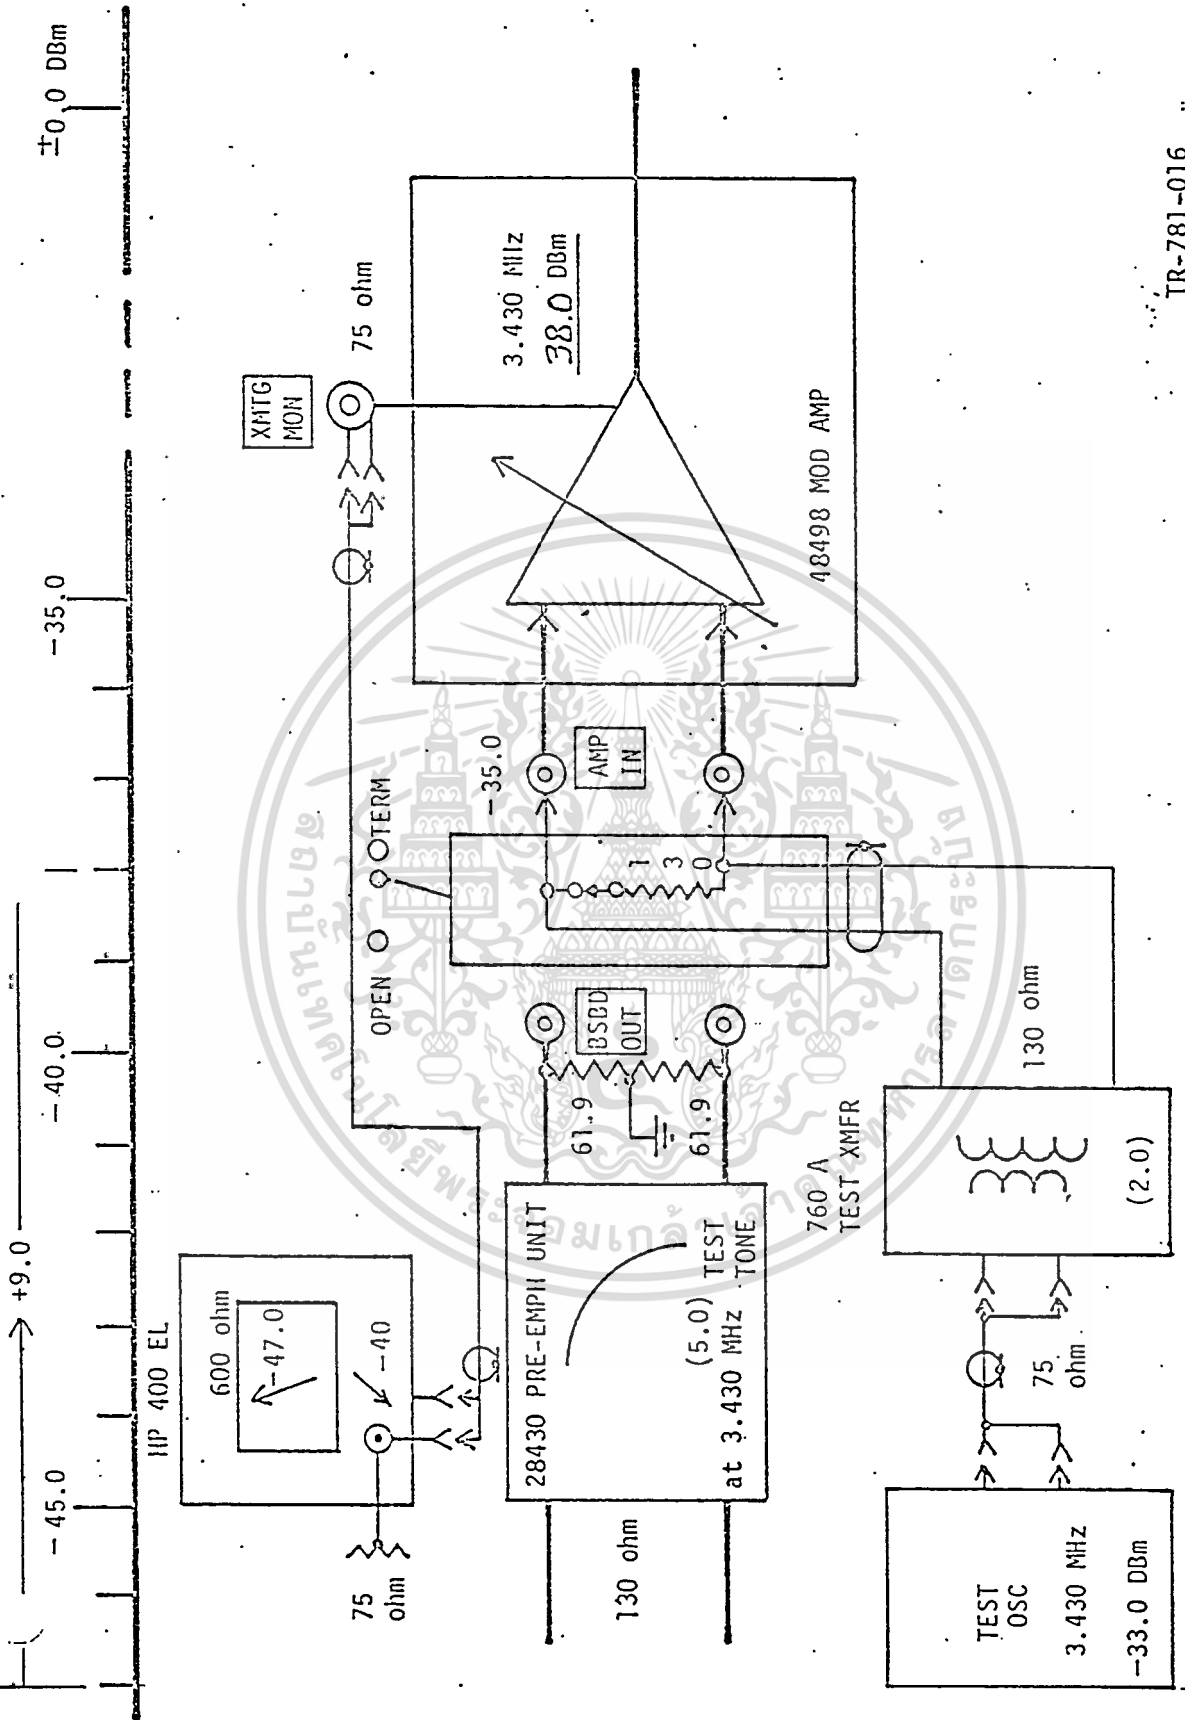 +9.0
-45.0
-40.0
-35.0
±0.0 DBm
HP 400 EL
600 ohm
-47.0
-40
75
ohm
OPEN
TERM
XMTG
MON
75 ohm
3.430 MHz
38.0 DBm
48498 MOD AMP
-35.0
AMP
IN
130
BSBD
OUT
61.9
61.9
28430 PRE-EMPH UNIT
(5.0) TEST
at 3.430 MHz TONE
130 ohm
760 A
TEST XMFR
(2.0)
130 ohm
75
ohm
TEST
OSC
3.430 MHz
-33.0 DBm
TR-781-016